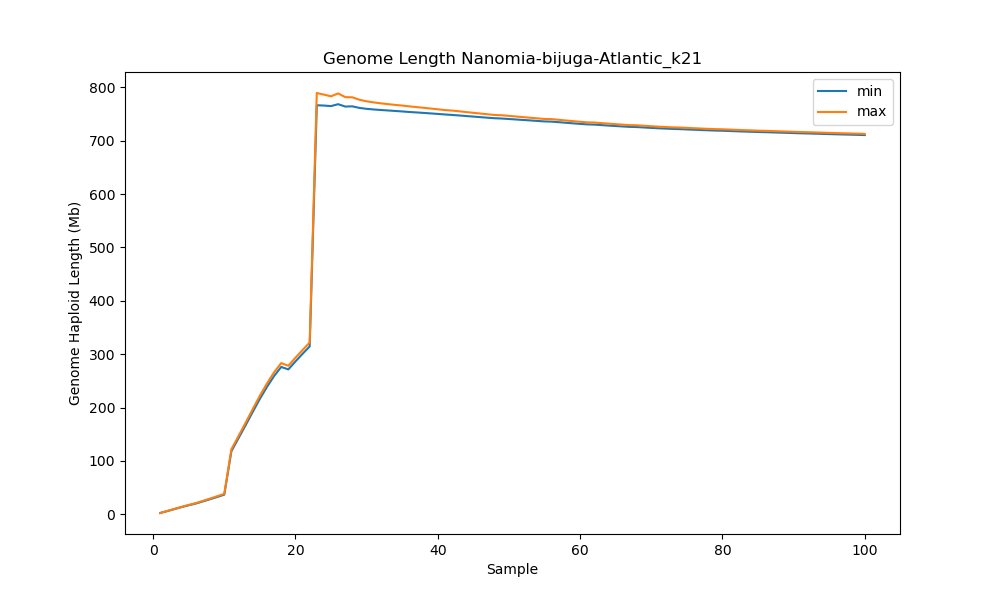 Genome Length Nanomia-bijuga-Atlantic_k21
800
700
600
500
400
300
200
100
0
Genome Haploid Length (Mb)
min
max
0 20 40 60 80 100
Sample